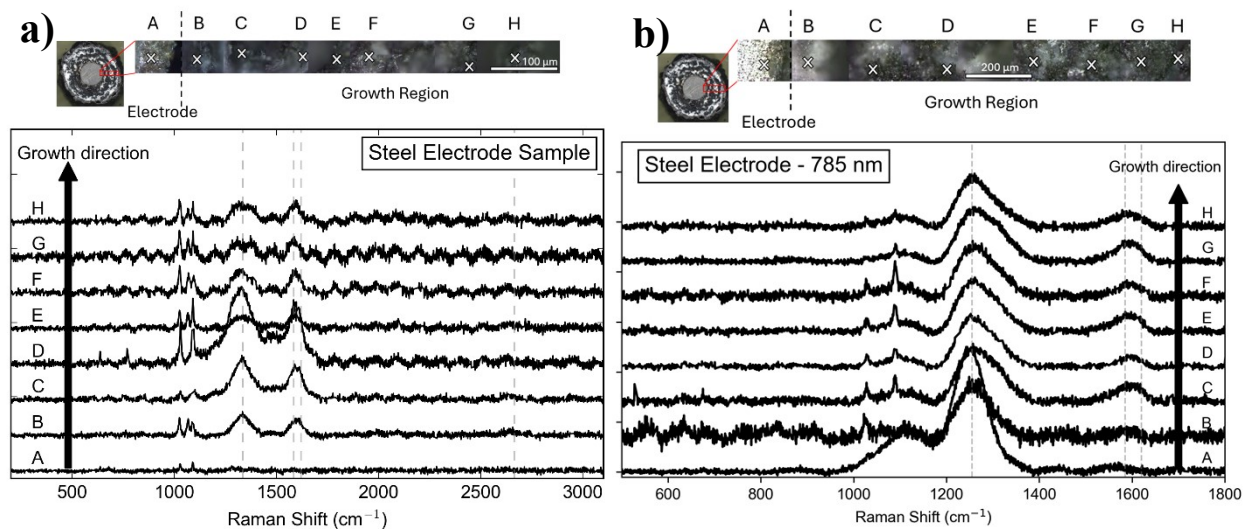 a)
A B C D E F G H
100 µm
Electrode
Growth Region
Growth direction
Steel Electrode Sample
H
G
F
E
D
C
B
A
500 1000 1500 2000 2500 3000
Raman Shift (cm⁻¹)
b)
A B C D E F G H
200 µm
Electrode
Growth Region
Steel Electrode - 785 nm
Growth direction
H
G
F
E
D
C
B
A
600 800 1000 1200 1400 1600 1800
Raman Shift (cm⁻¹)